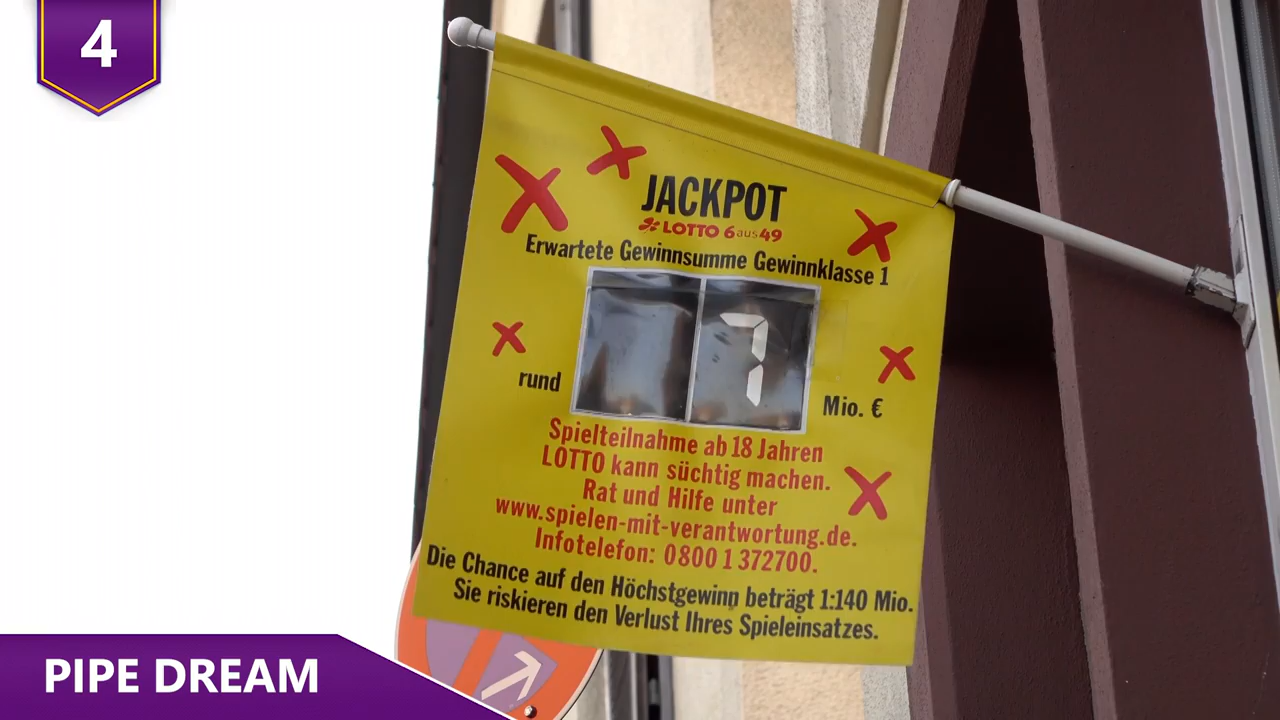 4
JACKPOT
LOTTO 6aus49
Erwartete Gewinnsumme Gewinnklasse 1
7
rund
Mio. €
Spielteilnahme ab 18 Jahren
LOTTO kann süchtig machen.
Rat und Hilfe unter
www.spielen-mit-verantwortung.de.
Infotelefon: 0800 1 372700.
Die Chance auf den Höchstgewinn beträgt 1:140 Mio.
Sie riskieren den Verlust Ihres Spieleinsatzes.
PIPE DREAM